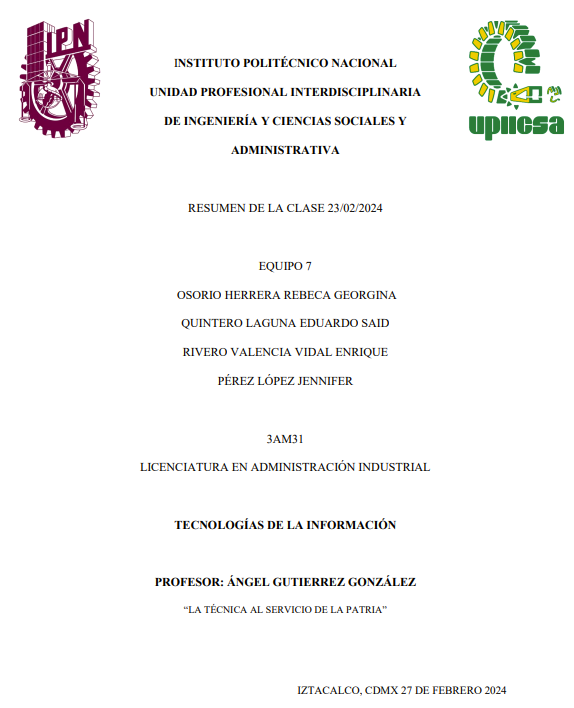 IPN
INSTITUTO POLITÉCNICO NACIONAL
UNIDAD PROFESIONAL INTERDISCIPLINARIA
DE INGENIERÍA Y CIENCIAS SOCIALES Y
ADMINISTRATIVA
upiicsa
RESUMEN DE LA CLASE 23/02/2024
EQUIPO 7
OSORIO HERRERA REBECA GEORGINA
QUINTERO LAGUNA EDUARDO SAID
RIVERO VALENCIA VIDAL ENRIQUE
PÉREZ LÓPEZ JENNIFER
3AM31
LICENCIATURA EN ADMINISTRACIÓN INDUSTRIAL
TECNOLOGÍAS DE LA INFORMACIÓN
PROFESOR: ÁNGEL GUTIERREZ GONZÁLEZ
“LA TÉCNICA AL SERVICIO DE LA PATRIA”
IZTACALCO, CDMX 27 DE FEBRERO 2024